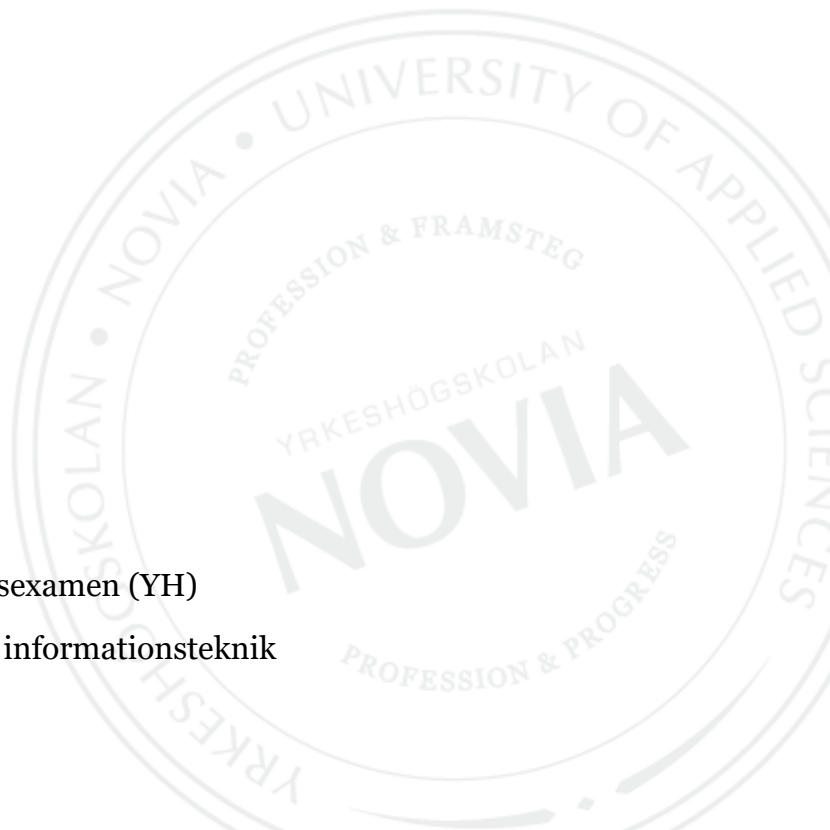 UNIVERSITY OF APPLIED SCIENCES
YRKESHÖGSKOLAN • NOVIA •
PROFESSION & FRAMSTEG
YRKESHÖGSKOLAN
NOVIA
PROFESSION & PROGRESS
sexamen (YH)
informationsteknik